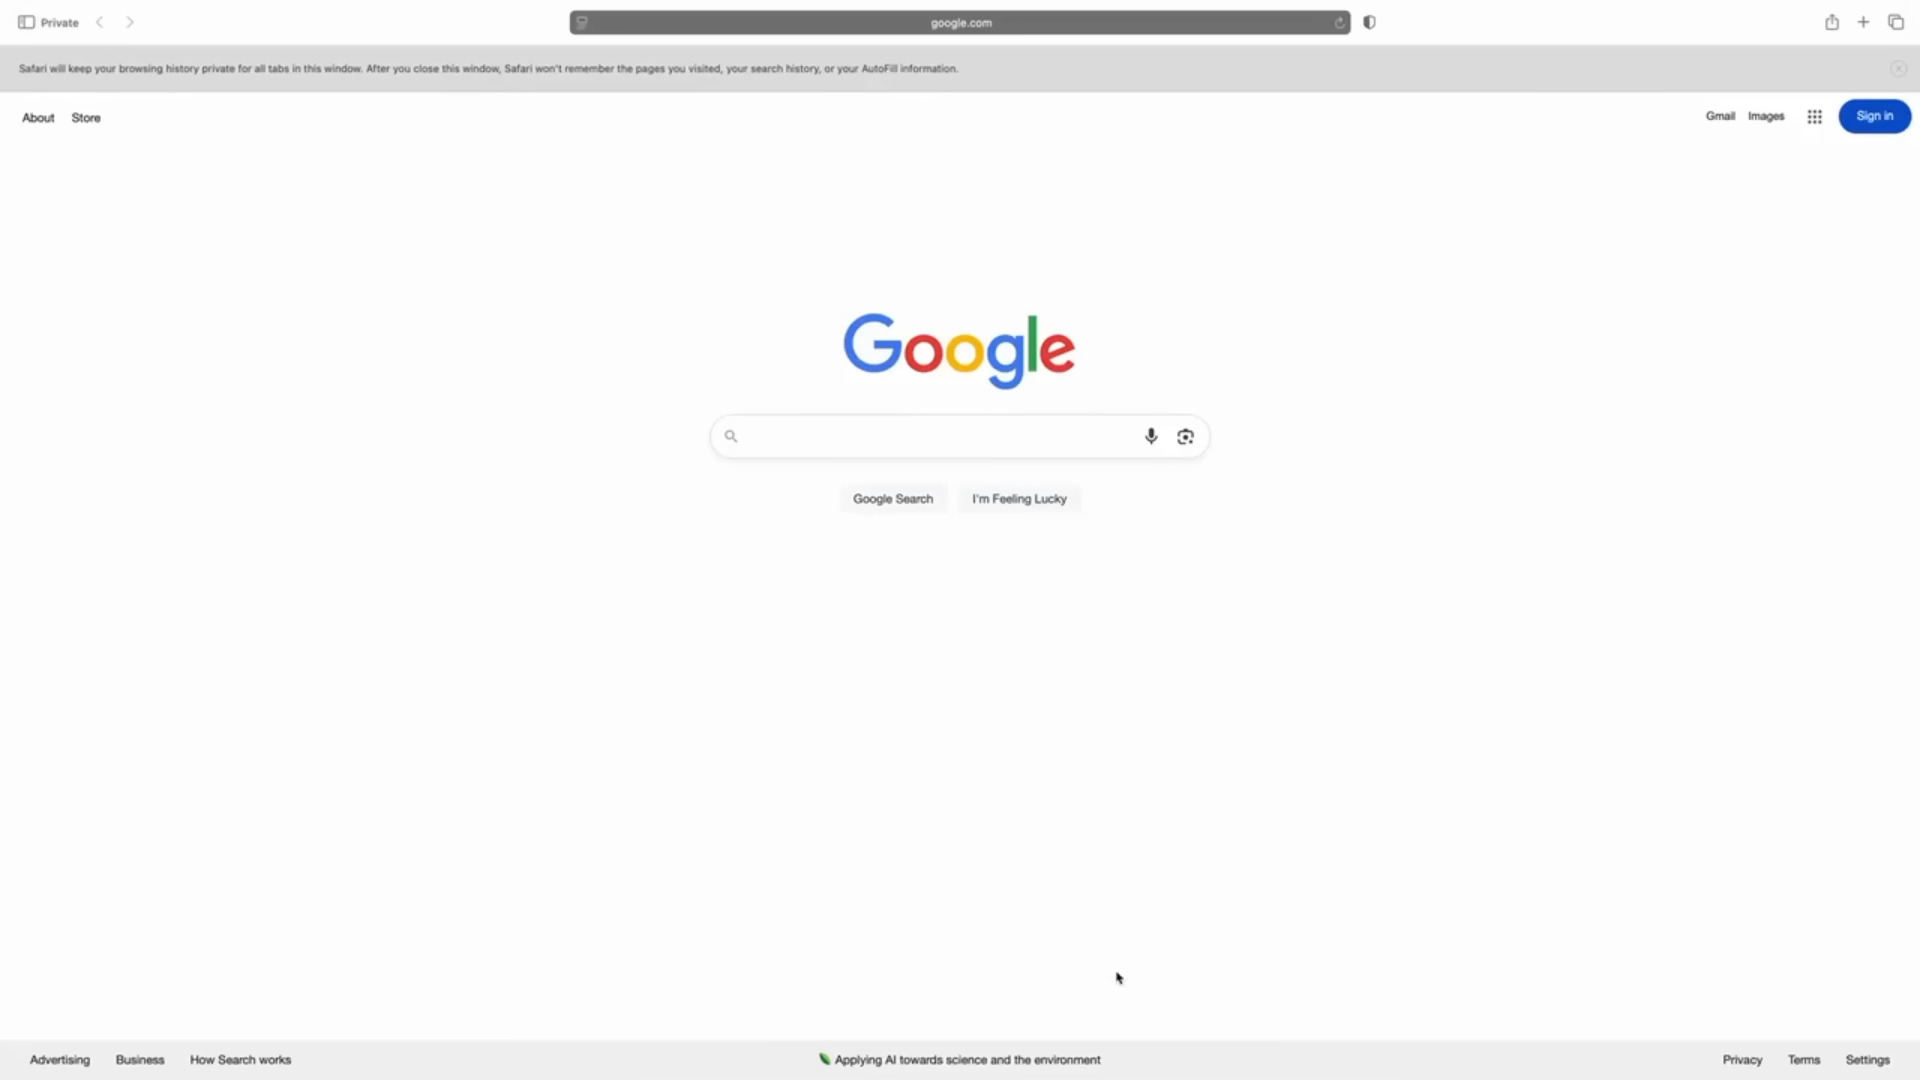 Private
google.com
Safari will keep your browsing history private for all tabs in this window. After you close this window, Safari won't remember the pages you visited, your search history, or your AutoFill information.
About Store
Gmail Images Sign in
Google
Google Search I'm Feeling Lucky
Advertising Business How Search works Applying AI towards science and the environment Privacy Terms Settings